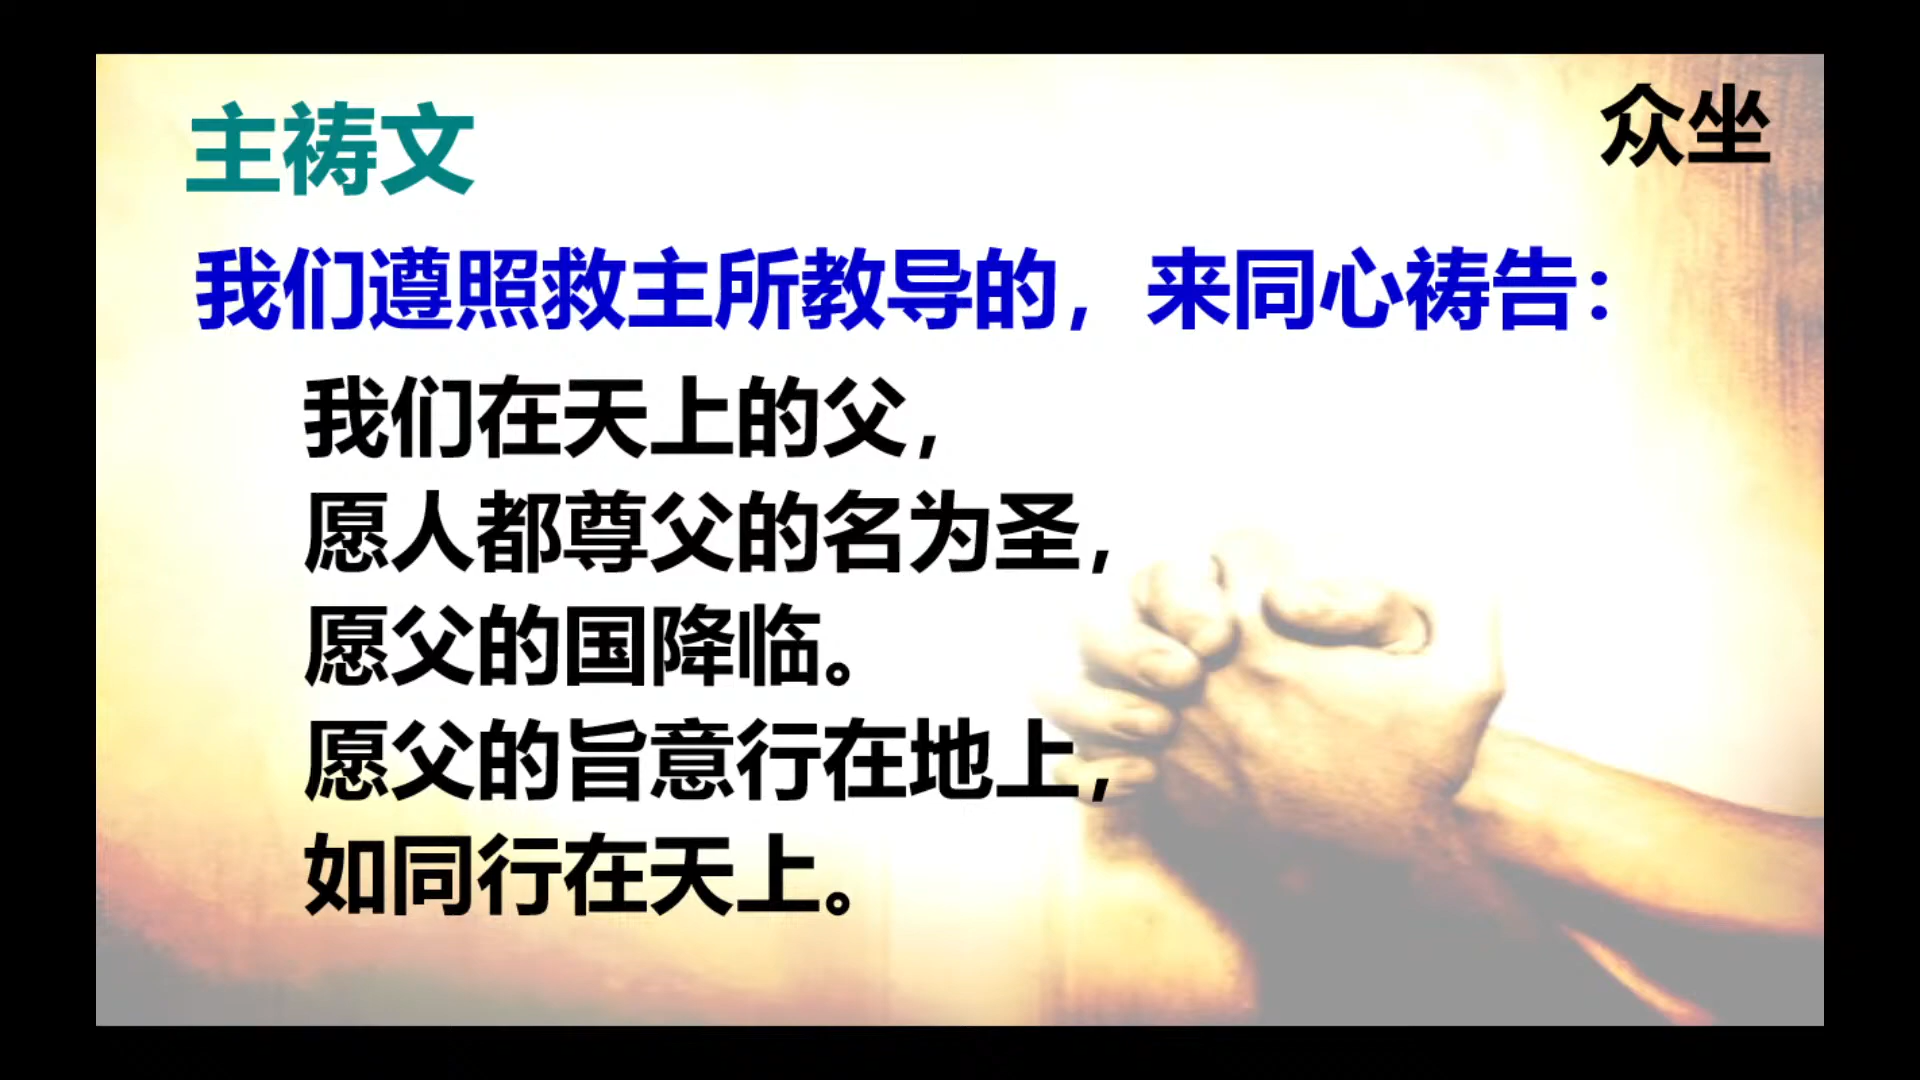 主祷文
众坐
我们遵照救主所教导的，来同心祷告：
我们在天上的父，
愿人都尊父的名为圣，
愿父的国降临。
愿父的旨意行在地上，
如同行在天上。